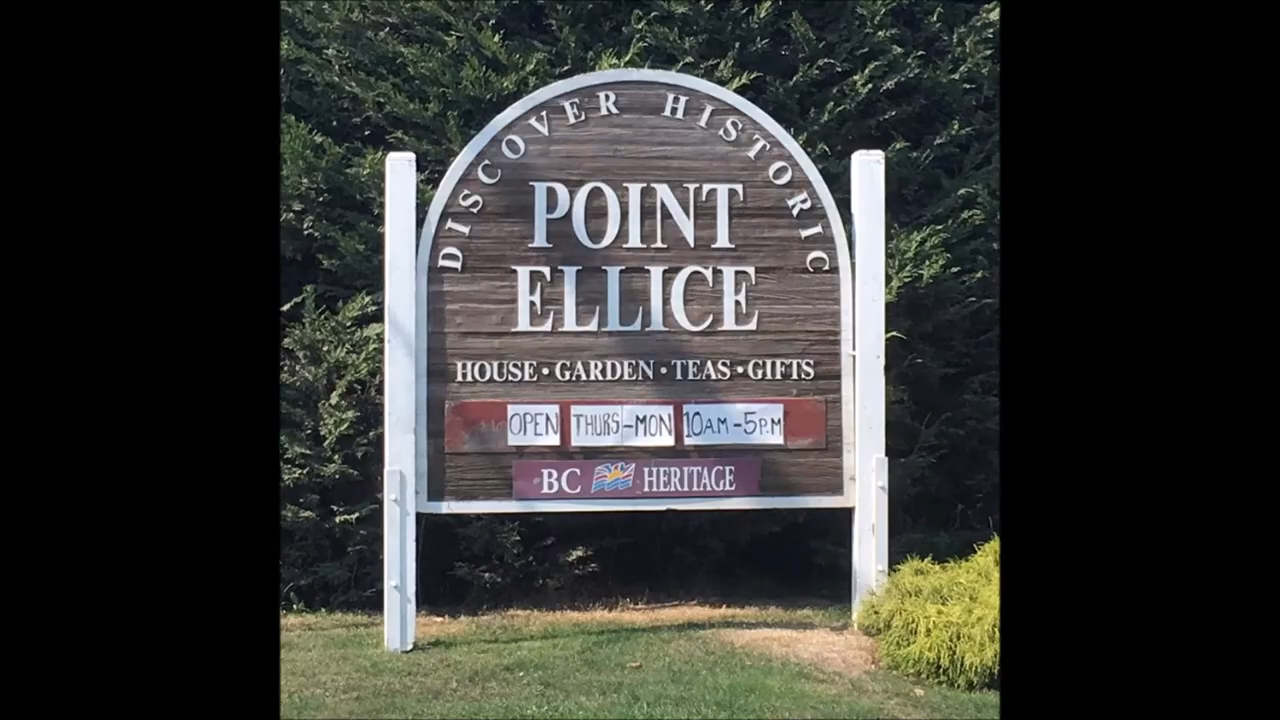 DISCOVER HISTORIC
POINT
ELLICE
HOUSE • GARDEN • TEAS • GIFTS
OPEN THURS-MON 10AM-5P.M
BC HERITAGE